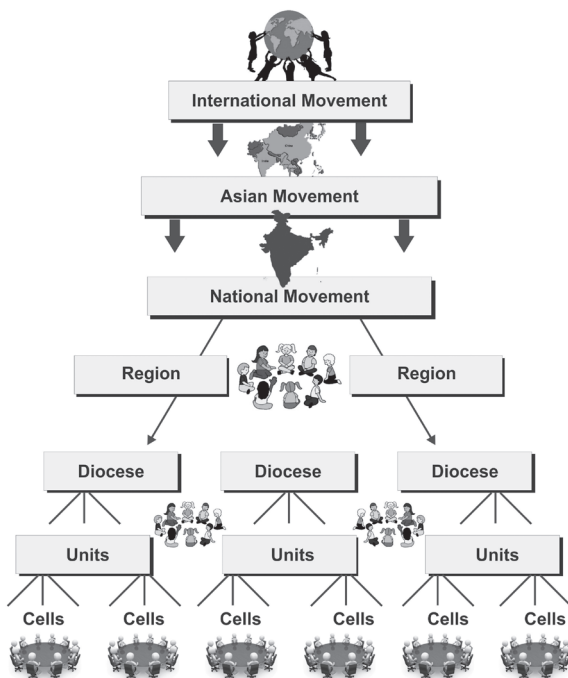 International Movement
Asian Movement
National Movement
Region
Region
Diocese
Diocese
Diocese
Units
Units
Units
Cells
Cells
Cells
Cells
Cells
Cells